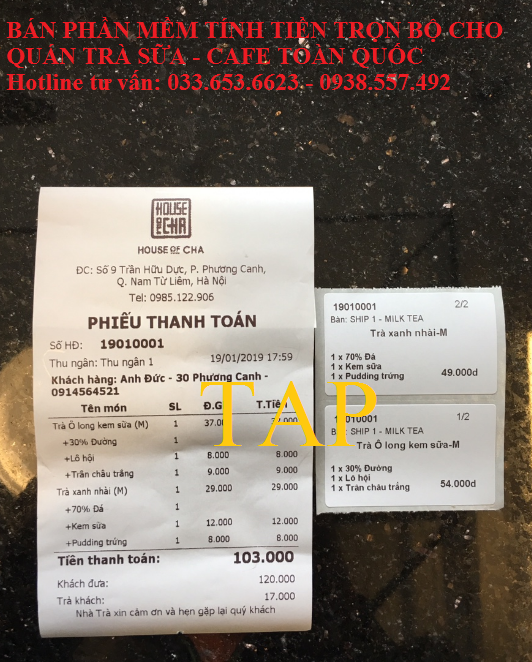 BÁN PHẦN MỀM TÍNH TIỀN TRỌN BỘ CHO
QUÁN TRÀ SỮA - CAFE TOÀN QUỐC
Hotline tư vấn: 033.653.6623 - 0938.557.492
HOUSE
OF CHA
HOUSE OF CHA
ĐC: Số 9 Trần Hữu Dực, P. Phương Canh,
Q. Nam Từ Liêm, Hà Nội
Tel: 0985.122.906
PHIẾU THANH TOÁN
Số HĐ: 19010001
Thu ngân: Thu ngân 1 19/01/2019 17:59
Khách hàng: Anh Đức - 30 Phương Canh -
0914564521
Tên món SL Đ.G T.Tiền
Trà Ô long kem sữa (M) 1 37.000
+30% Đường 1
+Lô hội 1 8.000 8.000
+Trân châu trắng 1 9.000 9.000
Trà xanh nhài (M) 1 29.000 29.000
+70% Đá 1
+Kem sữa 1 12.000 12.000
+Pudding trứng 1 8.000 8.000
Tiền thanh toán: 103.000
Khách đưa: 120.000
Trả khách: 17.000
Nhà Trà xin cảm ơn và hẹn gặp lại quý khách
TAP
19010001 2/2
Bàn: SHIP 1 - MILK TEA
Trà xanh nhài-M
1 x 70% Đá
1 x Kem sữa
1 x Pudding trứng 49.000đ
19010001 1/2
Bàn: SHIP 1 - MILK TEA
Trà Ô long kem sữa-M
1 x 30% Đường
1 x Lô hội
1 x Trân châu trắng 54.000đ